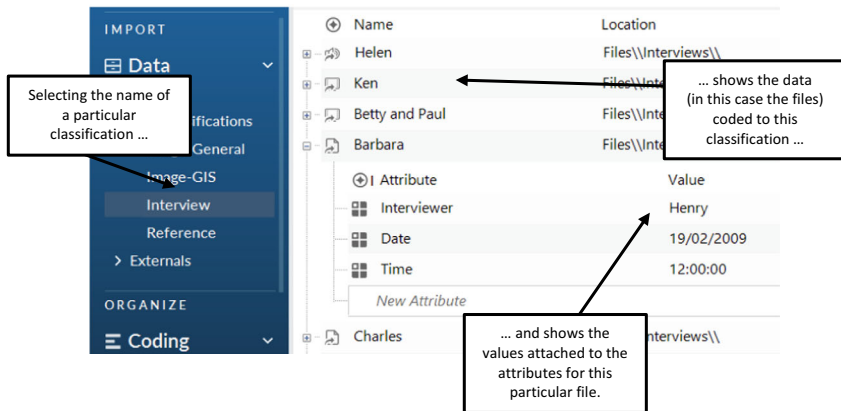 IMPORT
Data
Selecting the name of
a particular
classification …
ifications
General
Image-GIS
Interview
Reference
> Externals
ORGANIZE
Coding
Name Location
Helen Files\\Interviews\\
Ken Files\\Inte
Betty and Paul Files\\Inte
Barbara Files\\Inte
Attribute Value
Interviewer Henry
Date 19/02/2009
Time 12:00:00
New Attribute
Charles nterviews\\
… shows the data
(in this case the files)
coded to this
classification …
… and shows the
values attached to the
attributes for this
particular file.